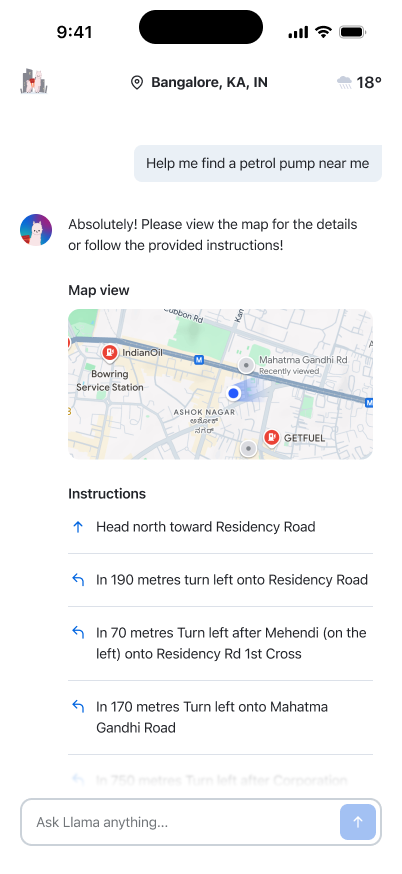 9:41
Bangalore, KA, IN
18°
Help me find a petrol pump near me
Absolutely! Please view the map for the details
or follow the provided instructions!
Map view
Cubbon Rd
Kan
IndianOil
M
Mahatma Gandhi Rd
Recently viewed
Bowring
Service Station
M
ASHOK NAGAR
ಅಶೋಕ್
ನಗರ್
GETFUEL
Instructions
Head north toward Residency Road
In 190 metres turn left onto Residency Road
In 70 metres Turn left after Mehendi (on the
left) onto Residency Rd 1st Cross
In 170 metres Turn left onto Mahatma
Gandhi Road
In 750 metres Turn left after Corporation
Ask Llama anything...